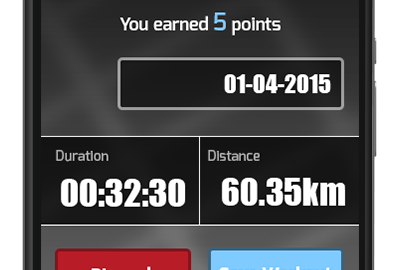 You earned 5 points
01-04-2015
Duration
Distance
00:32:30
60.35km